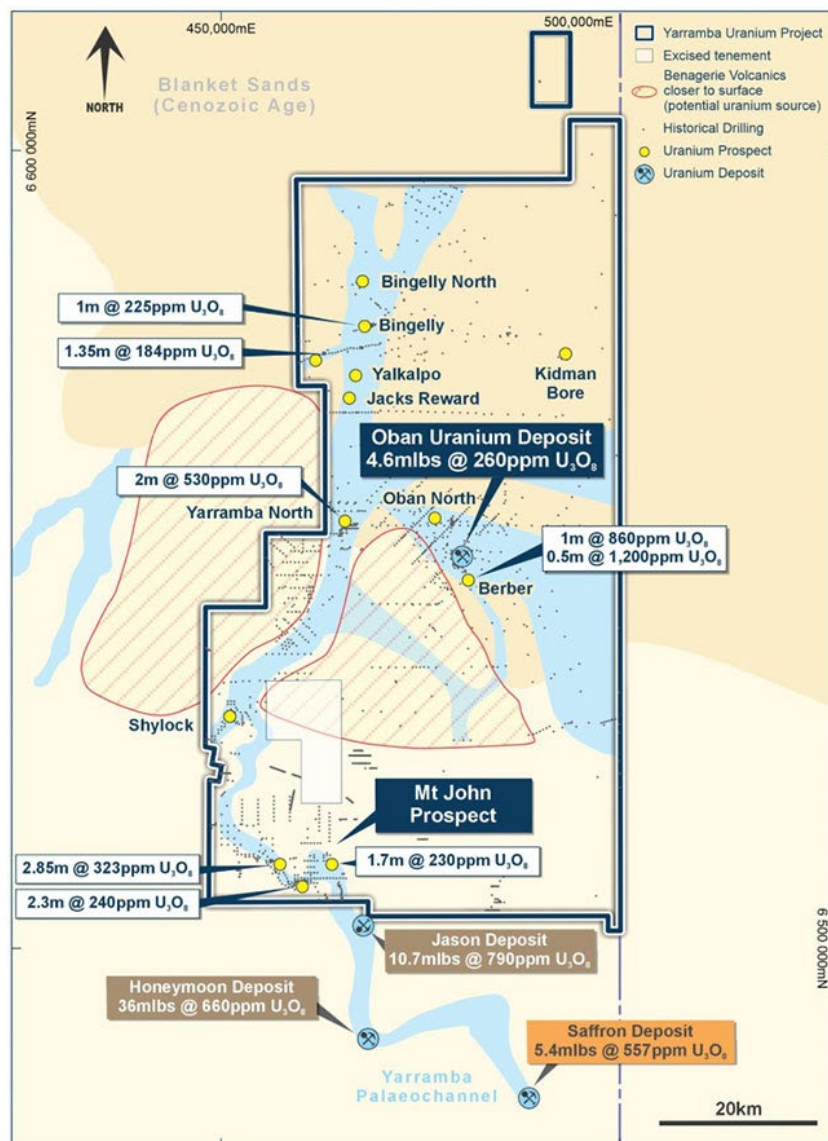 450,000mE
500,000mE
6 600 000mN
NORTH
Blanket Sands
(Cenozoic Age)
Yarramba Uranium Project
Excised tenement
Benagerie Volcanics
closer to surface
(potential uranium source)
Historical Drilling
Uranium Prospect
Uranium Deposit
Bingelly North
1m @ 225ppm U₃O₈
Bingelly
1.35m @ 184ppm U₃O₈
Yalkalpo
Kidman
Bore
Jacks Reward
Oban Uranium Deposit
4.6mlbs @ 260ppm U₃O₈
2m @ 530ppm U₃O₈
Yarramba North
Oban North
1m @ 860ppm U₃O₈
0.5m @ 1,200ppm U₃O₈
Berber
Shylock
Mt John
Prospect
2.85m @ 323ppm U₃O₈
1.7m @ 230ppm U₃O₈
2.3m @ 240ppm U₃O₈
6 500 000mN
Jason Deposit
10.7mlbs @ 790ppm U₃O₈
Honeymoon Deposit
36mlbs @ 660ppm U₃O₈
Saffron Deposit
5.4mlbs @ 557ppm U₃O₈
Yarramba
Palaeochannel
20km